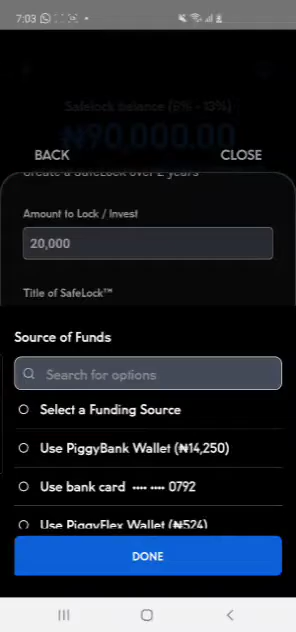 7:03
Safelock balance (6% - 13%)
₦90,000.00
BACK
CLOSE
Create a SafeLock over 2 years
Amount to Lock / Invest
20,000
Title of SafeLock™
Source of Funds
Search for options
Select a Funding Source
Use PiggyBank Wallet (₦14,250)
Use bank card •••• •••• 0792
Use PiggyFlex Wallet (₦524)
DONE